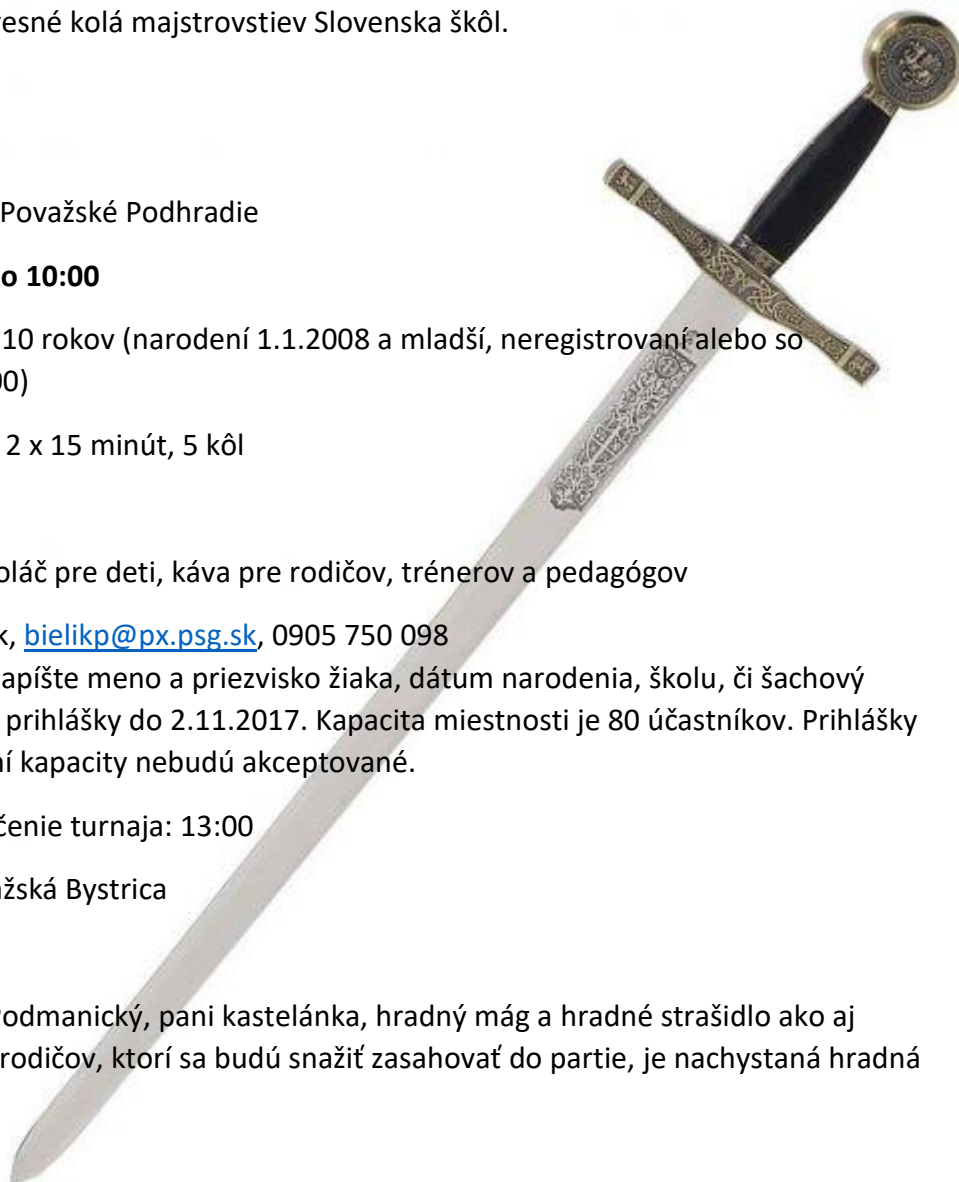 esné kolá majstrovstiev Slovenska škôl.
Považské Podhradie
o 10:00
10 rokov (narodení 1.1.2008 a mladší, neregistrovaní alebo so
00)
2 x 15 minút, 5 kôl
oláč pre deti, káva pre rodičov, trénerov a pedagógov
k, bielikp@px.psg.sk, 0905 750 098
apíšte meno a priezvisko žiaka, dátum narodenia, školu, či šachový
prihlášky do 2.11.2017. Kapacita miestnosti je 80 účastníkov. Prihlášky
ní kapacity nebudú akceptované.
čenie turnaja: 13:00
žská Bystrica
Podmanický, pani kastelánka, hradný mág a hradné strašidlo ako aj
rodičov, ktorí sa budú snažiť zasahovať do partie, je nachystaná hradná